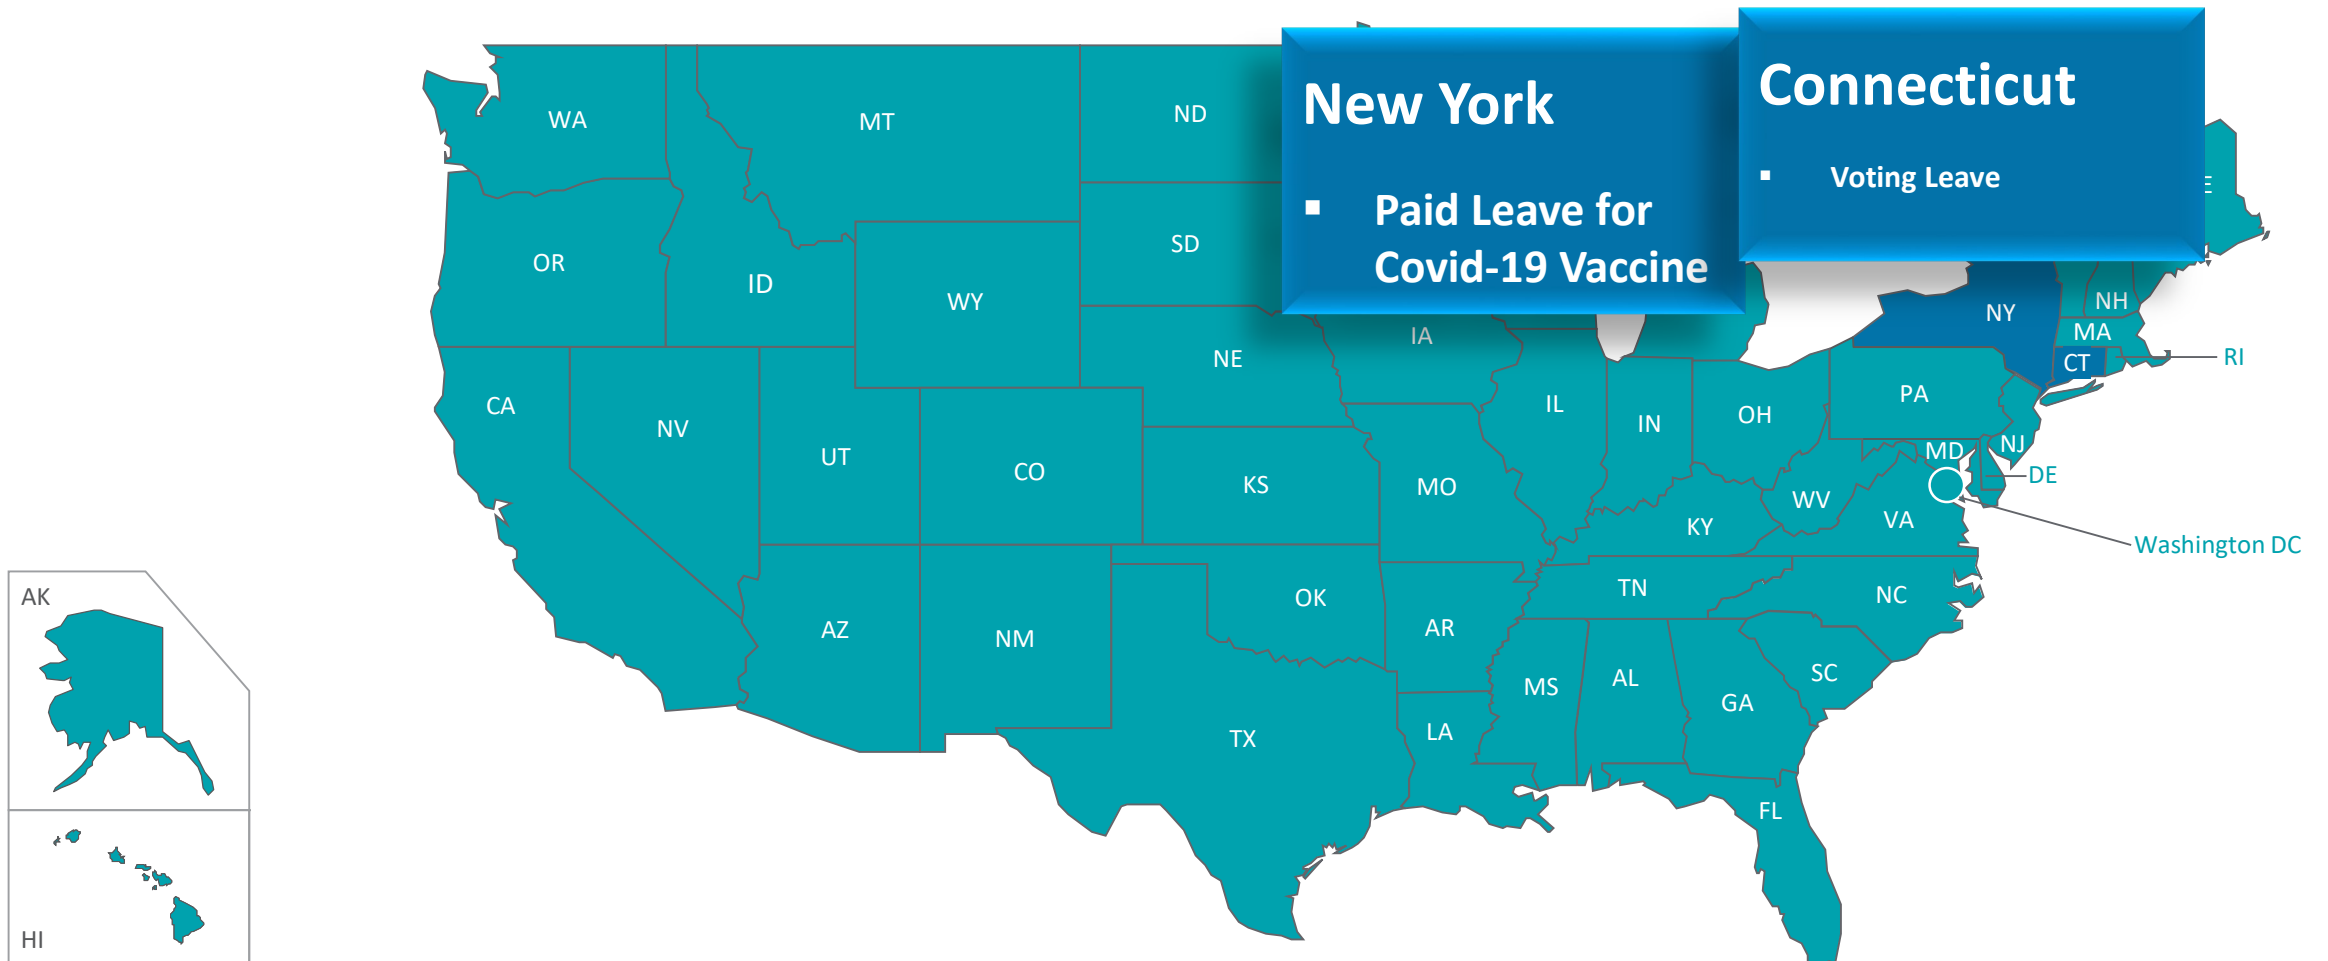 New York
▪ Paid Leave for
Covid-19 Vaccine
Connecticut
▪ Voting Leave
WA
MT
ND
OR
ID
SD
WY
NH
NY
MA
IA
NE
CT
RI
CA
NV
IL
IN
OH
PA
UT
CO
KS
MO
NJ
MD
DE
WV
VA
KY
Washington DC
AK
OK
TN
NC
AZ
NM
AR
MS
AL
SC
GA
TX
LA
FL
HI